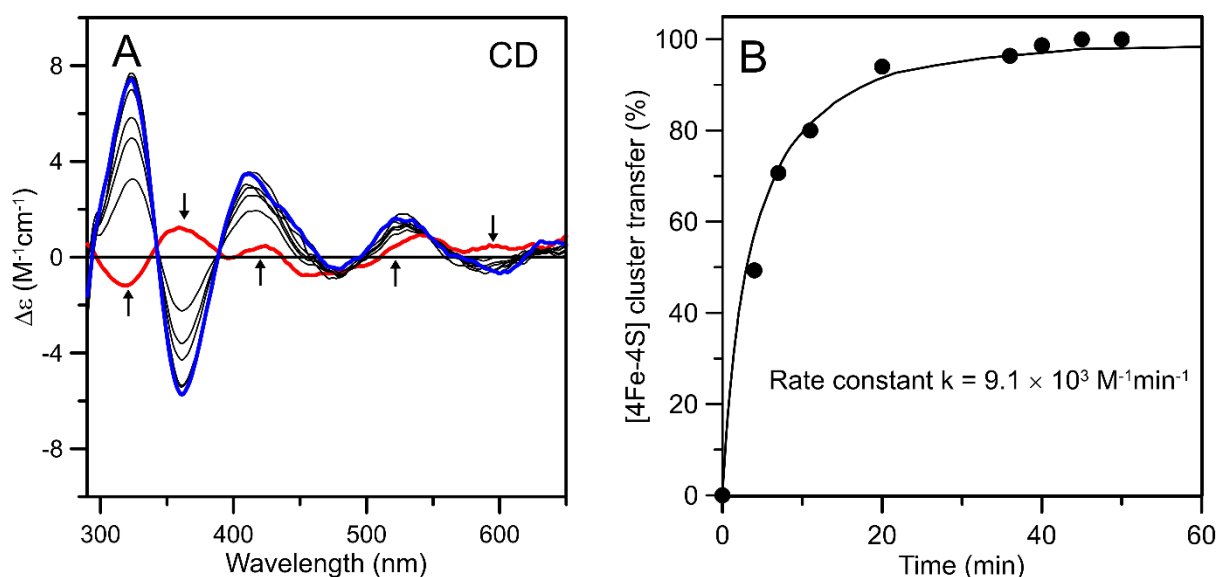 A
CD
8
4
0
-4
-8
Δε (M⁻¹cm⁻¹)
300
400
500
600
Wavelength (nm)
B
100
80
60
40
20
0
[4Fe-4S] cluster transfer (%)
Rate constant k = 9.1 × 10³ M⁻¹min⁻¹
0
20
40
60
Time (min)